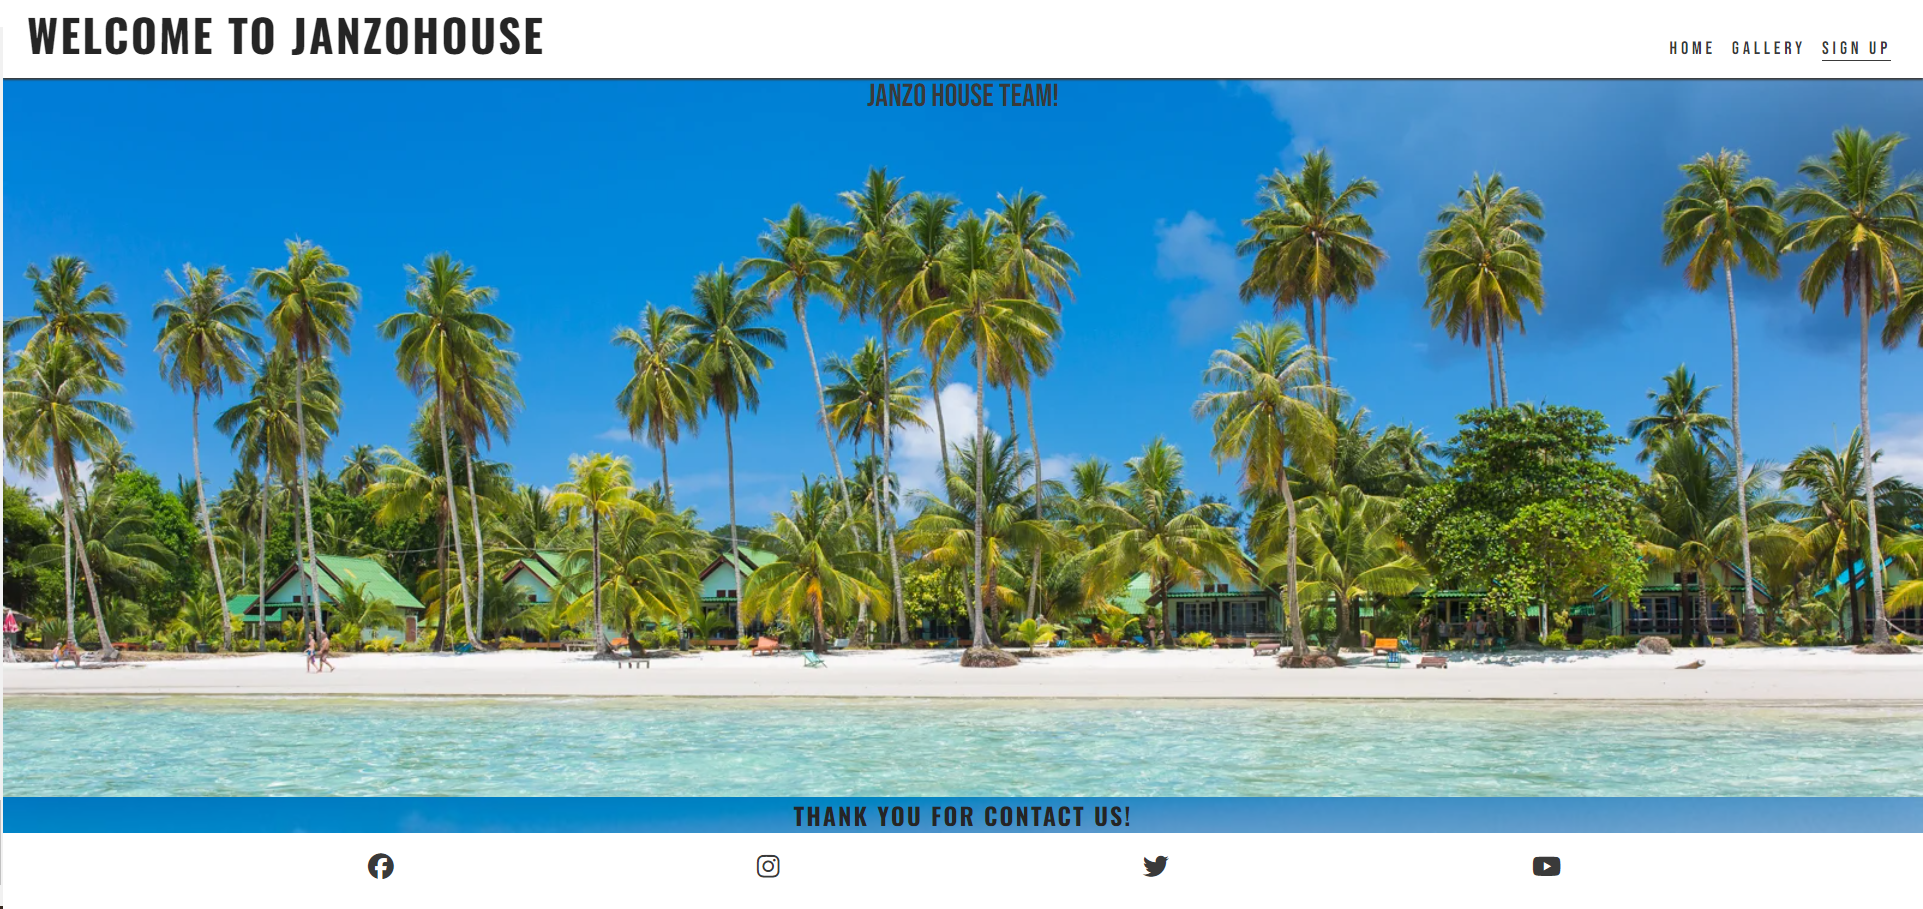 WELCOME TO JANZOHOUSE
HOME GALLERY SIGN UP
JANZO HOUSE TEAM!
THANK YOU FOR CONTACT US!